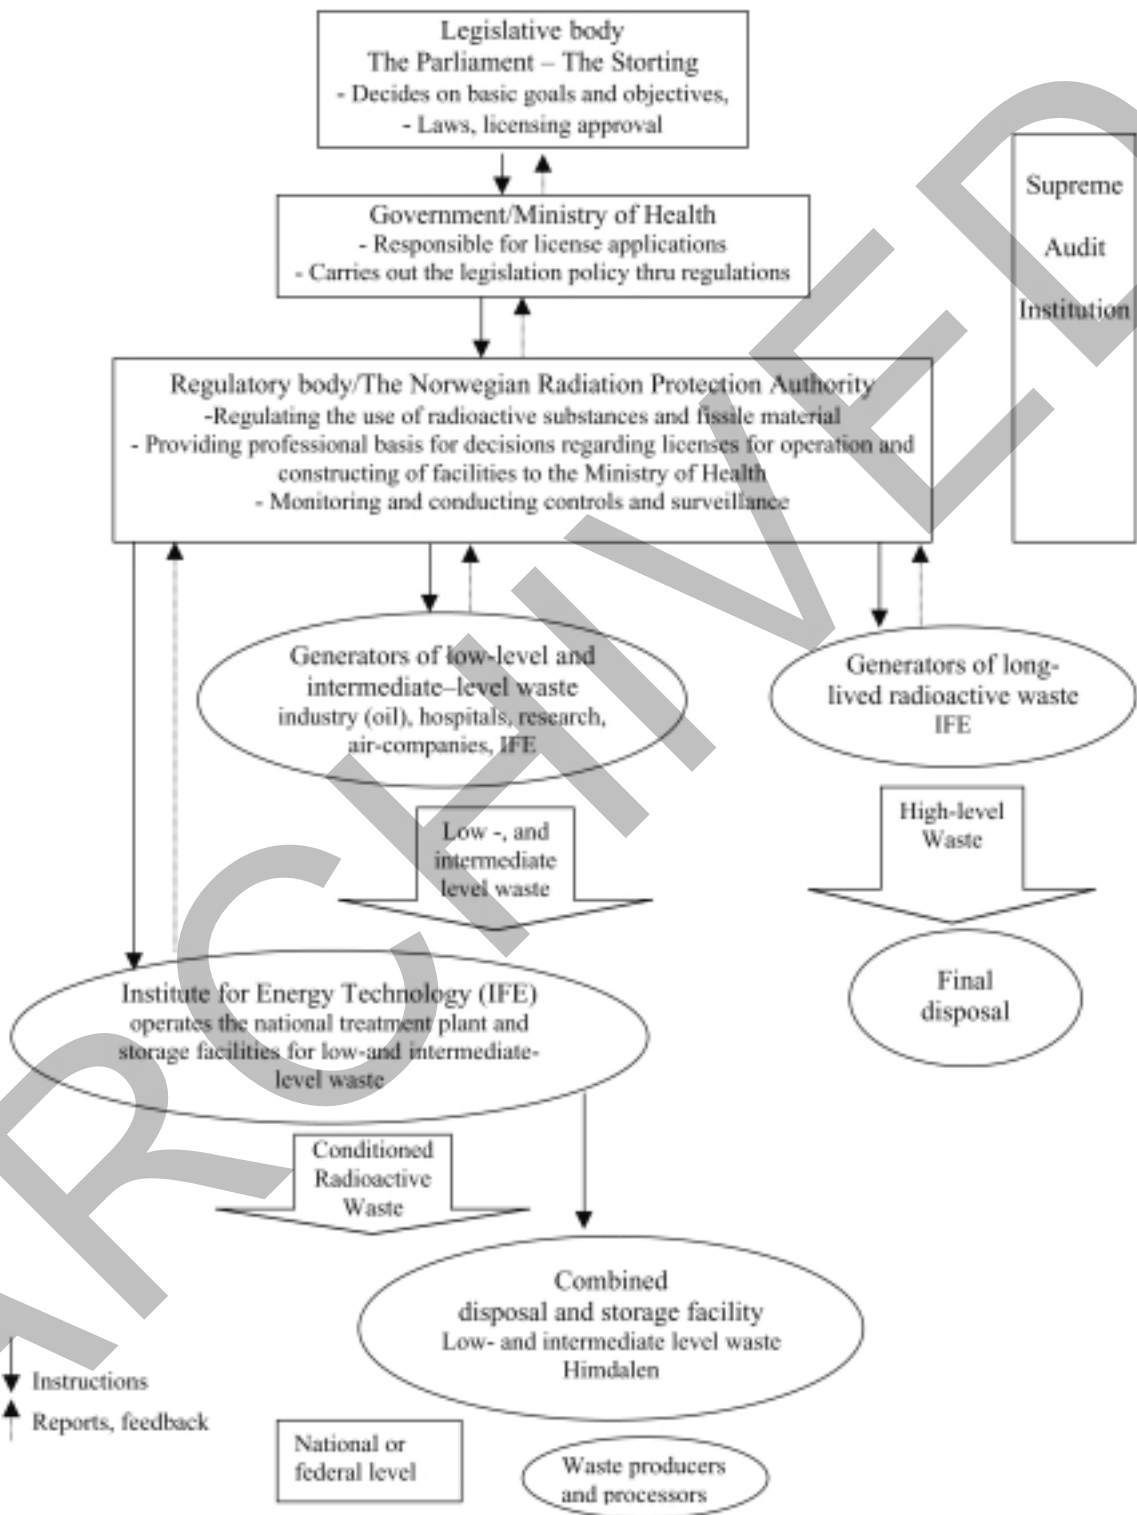 Legislative body
The Parliament – The Storting
- Decides on basic goals and objectives,
- Laws, licensing approval
Supreme
Audit
Institution
Government/Ministry of Health
- Responsible for license applications
- Carries out the legislation policy thru regulations
Regulatory body/The Norwegian Radiation Protection Authority
-Regulating the use of radioactive substances and fissile material
- Providing professional basis for decisions regarding licenses for operation and
constructing of facilities to the Ministry of Health
- Monitoring and conducting controls and surveillance
Generators of low-level and
intermediate–level waste
industry (oil), hospitals, research,
air-companies, IFE
Generators of long-
lived radioactive waste
IFE
Low -, and
intermediate
level waste
High-level
Waste
Final
disposal
Institute for Energy Technology (IFE)
operates the national treatment plant and
storage facilities for low-and intermediate-
level waste
Conditioned
Radioactive
Waste
Combined
disposal and storage facility
Low- and intermediate level waste
Himdalen
Instructions
Reports, feedback
National or
federal level
Waste producers
and processors
ARCHIVED